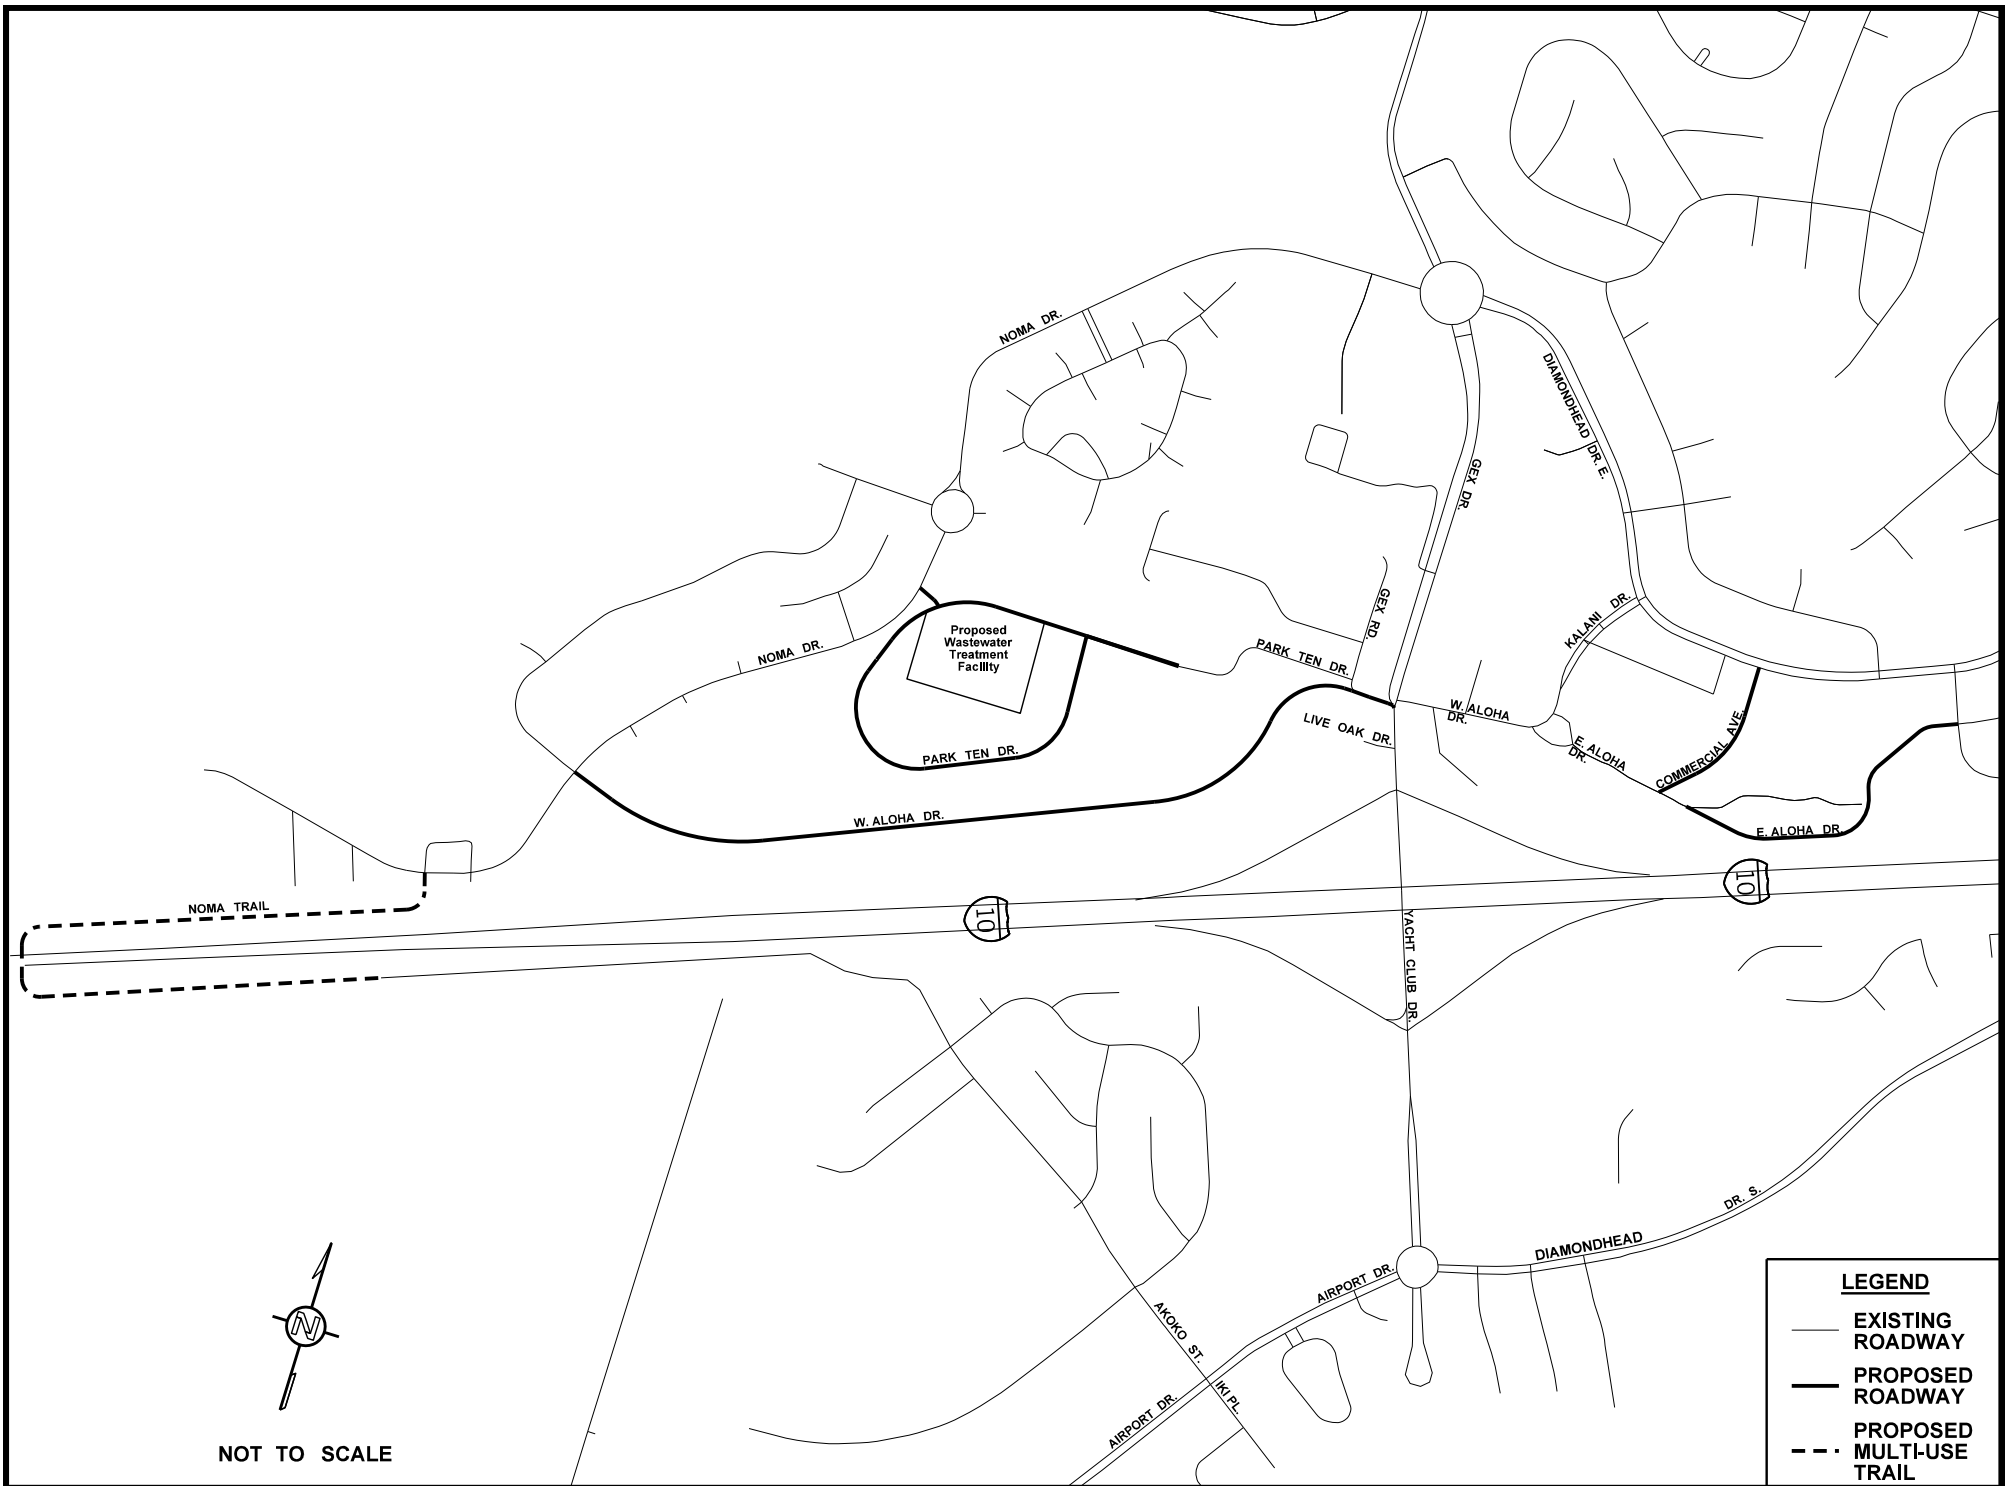 NOMA DR.
DIAMONDHEAD DR. E.
GEX DR.
GEX RD.
KALANI DR.
Proposed
Wastewater
Treatment
Facility
NOMA DR.
PARK TEN DR.
W. ALOHA
DR.
LIVE OAK DR.
E. ALOHA
DR.
COMMERCIAL AVE.
PARK TEN DR.
W. ALOHA DR.
E. ALOHA DR.
10
NOMA TRAIL
10
YACHT CLUB DR.
DR. S.
DIAMONDHEAD
AIRPORT DR.
AKOKO ST.
IKI PL.
AIRPORT DR.
N
NOT TO SCALE
LEGEND
EXISTING
ROADWAY
PROPOSED
ROADWAY
PROPOSED
MULTI-USE
TRAIL